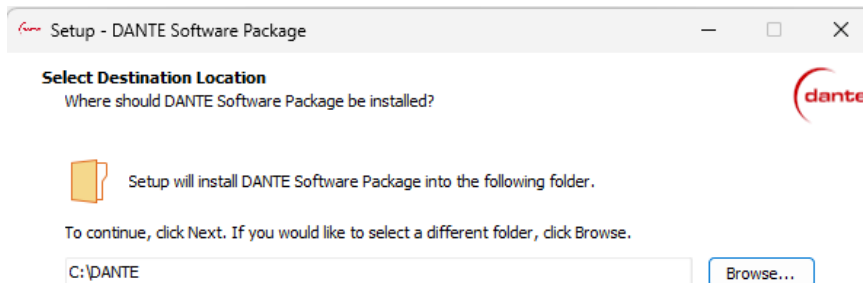 Setup - DANTE Software Package
Select Destination Location
Where should DANTE Software Package be installed?
dante
Setup will install DANTE Software Package into the following folder.
To continue, click Next. If you would like to select a different folder, click Browse.
C:\DANTE
Browse...